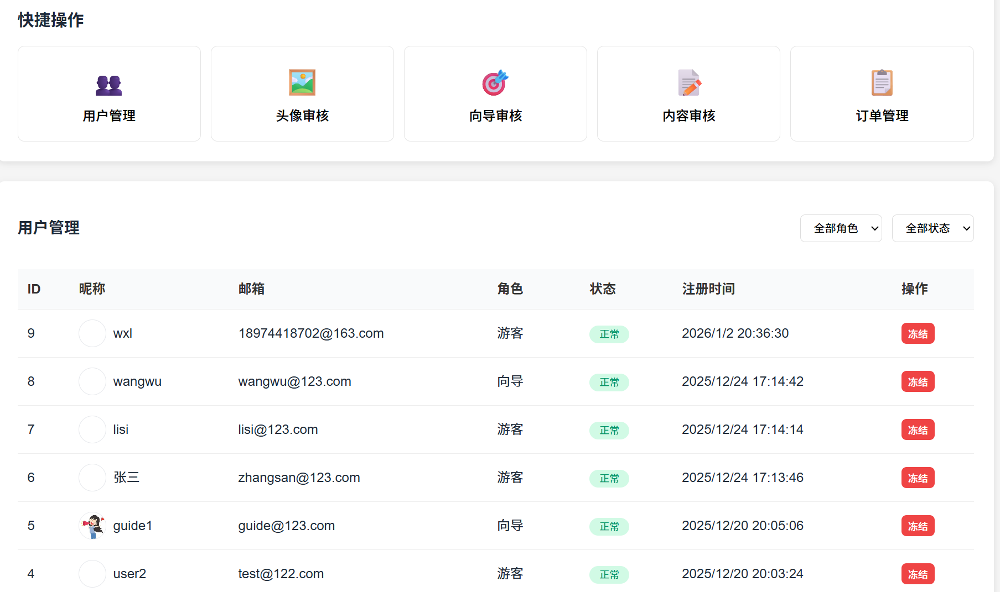 快捷操作
用户管理 头像审核 向导审核 内容审核 订单管理
用户管理 全部角色 全部状态
ID 昵称 邮箱 角色 状态 注册时间 操作
9 wxl 18974418702@163.com 游客 正常 2026/1/2 20:36:30 冻结
8 wangwu wangwu@123.com 向导 正常 2025/12/24 17:14:42 冻结
7 lisi lisi@123.com 游客 正常 2025/12/24 17:14:14 冻结
6 张三 zhangsan@123.com 游客 正常 2025/12/24 17:13:46 冻结
5 guide1 guide@123.com 向导 正常 2025/12/20 20:05:06 冻结
4 user2 test@122.com 游客 正常 2025/12/20 20:03:24 冻结